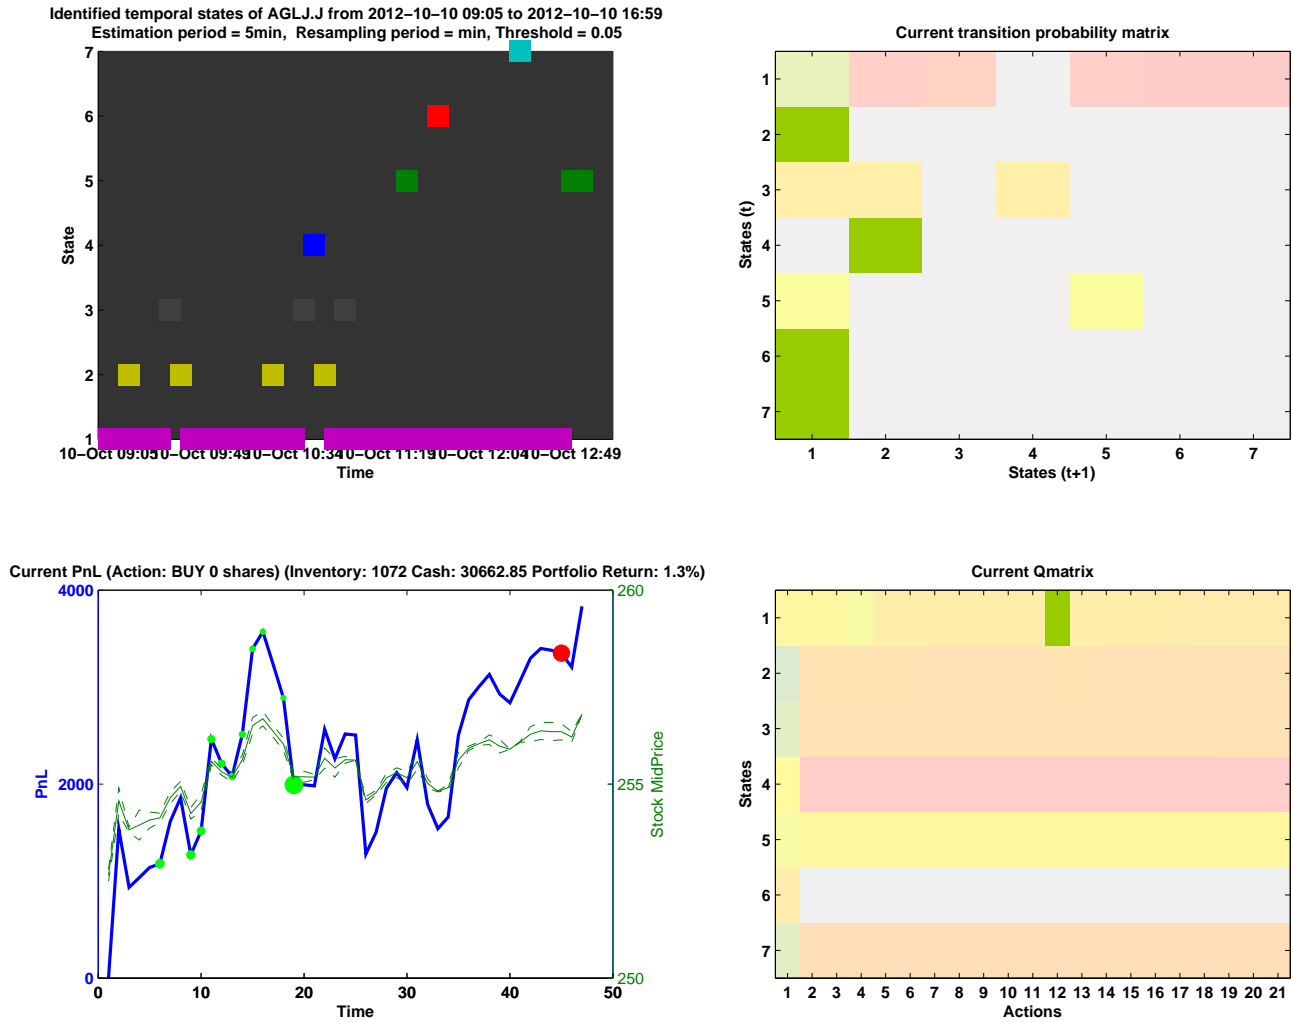 Identified temporal states of AGLJ.J from 2012−10−10 09:05 to 2012−10−10 16:59
Estimation period = 5min,  Resampling period = min, Threshold = 0.05
7
6
5
4
3
2
1
State
10−Oct 09:05
10−Oct 09:49
10−Oct 10:34
10−Oct 11:19
10−Oct 12:04
10−Oct 12:49
Time
Current transition probability matrix
1
2
3
4
5
6
7
States (t)
1 2 3 4 5 6 7
States (t+1)
Current PnL (Action: BUY 0 shares) (Inventory: 1072 Cash: 30662.85 Portfolio Return: 1.3%)
4000
2000
0
PnL
260
255
250
Stock MidPrice
0 10 20 30 40 50
Time
Current Qmatrix
1
2
3
4
5
6
7
States
1 2 3 4 5 6 7 8 9 10 11 12 13 14 15 16 17 18 19 20 21
Actions